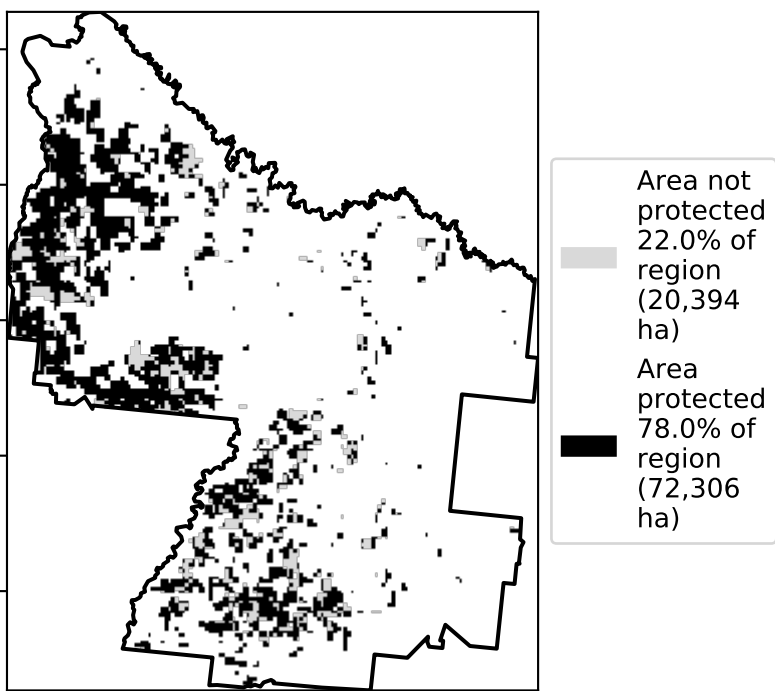 Area not
protected
22.0% of
region
(20,394
ha)
Area
protected
78.0% of
region
(72,306
ha)